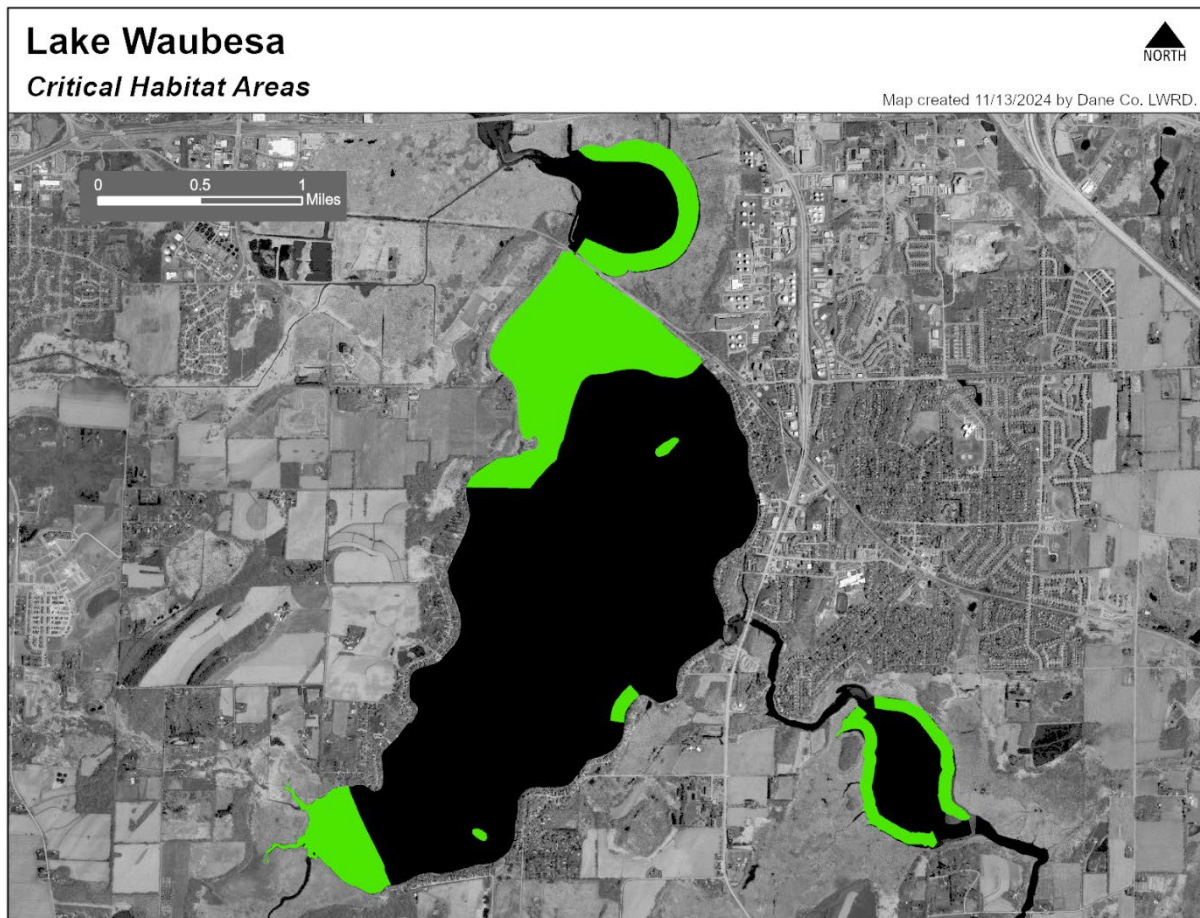 Lake Waubesa
Critical Habitat Areas
NORTH
Map created 11/13/2024 by Dane Co. LWRD.
0 0.5 1
Miles